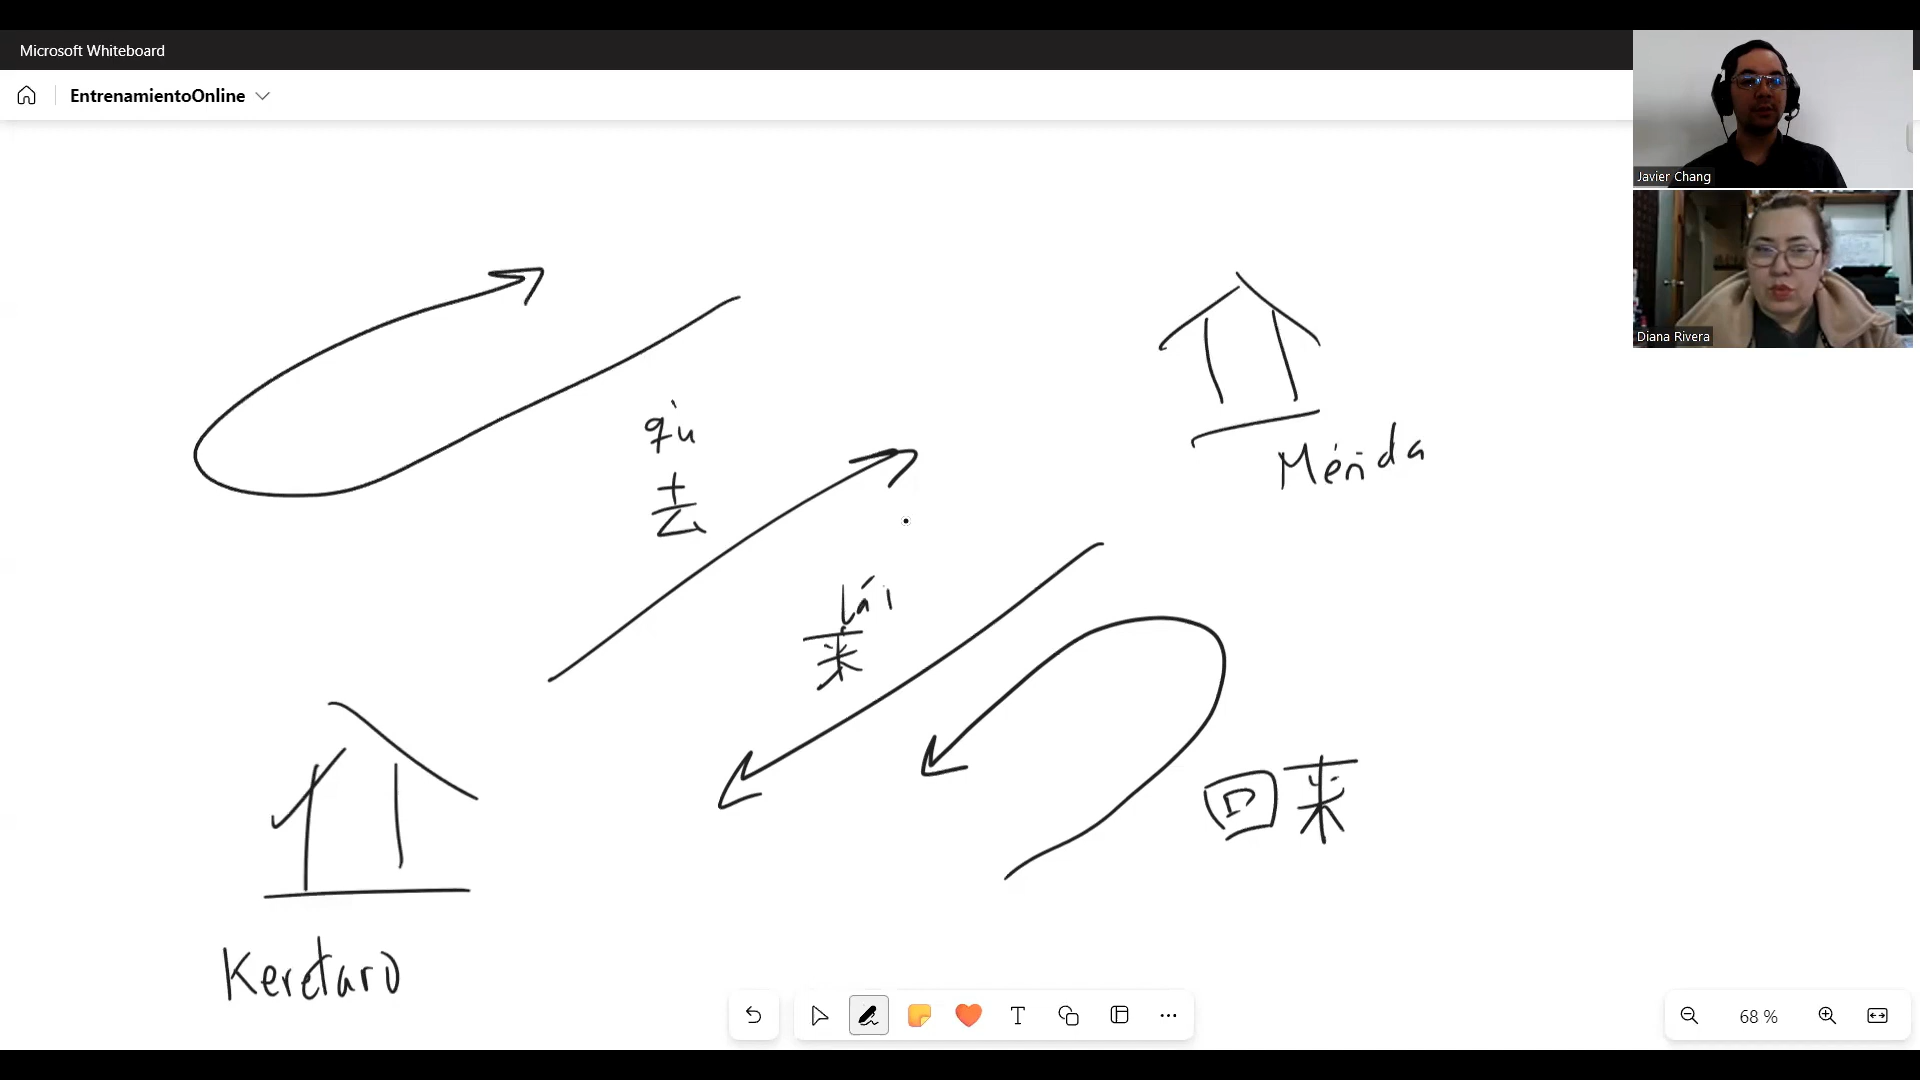 Microsoft Whiteboard
EntrenamientoOnline
Javier Chang
Diana Rivera
qù
去
Mérida
lái
来
回来
Keretaro
68 %